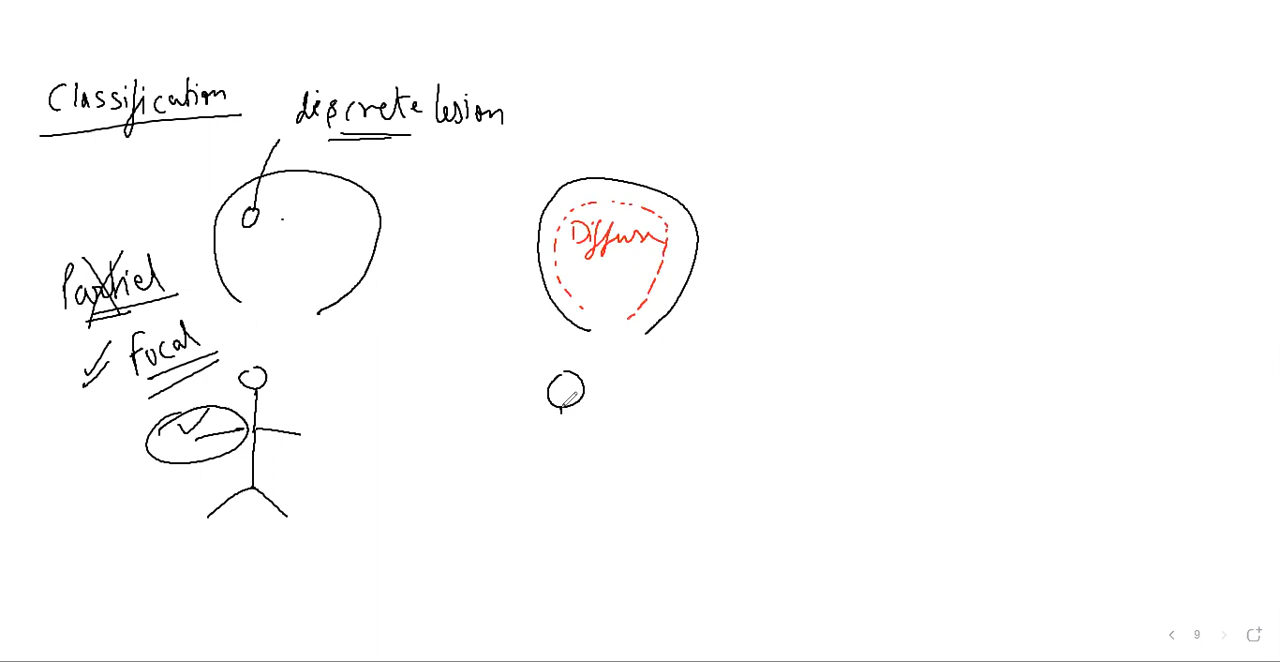 Classification
discrete lesion
Diffuse
Partial
Focal
9